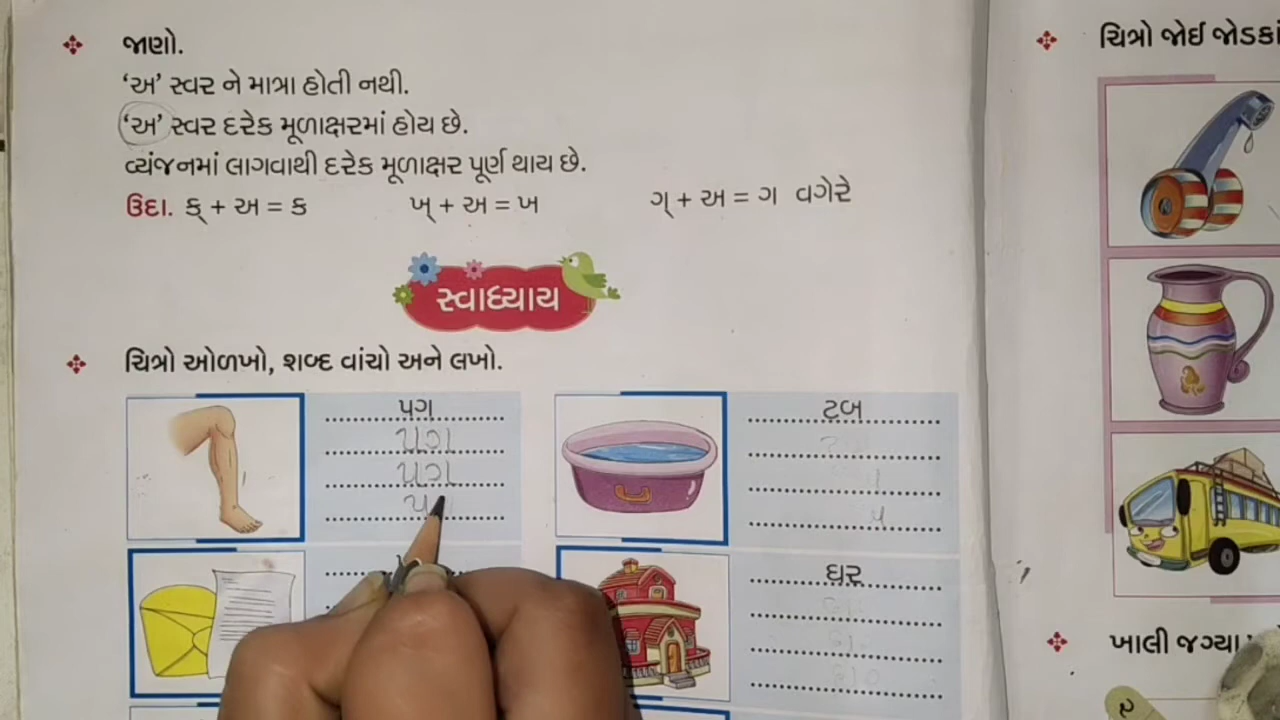 જાણો.
‘અ’ સ્વર ને માત્રા હોતી નથી.
‘અ’ સ્વર દરેક મૂળાક્ષરમાં હોય છે.
વ્યંજનમાં લાગવાથી દરેક મૂળાક્ષર પૂર્ણ થાય છે.
ઉદા. ક્ + અ = ક ખ્ + અ = ખ ગ્ + અ = ગ વગેરે
સ્વાધ્યાય
ચિત્રો ઓળખો, શબ્દ વાંચો અને લખો.
પગ
પગ
પગ
ટબ
ઘર
ચિત્રો જોઈ જોડકાં
ખાલી જગ્યા